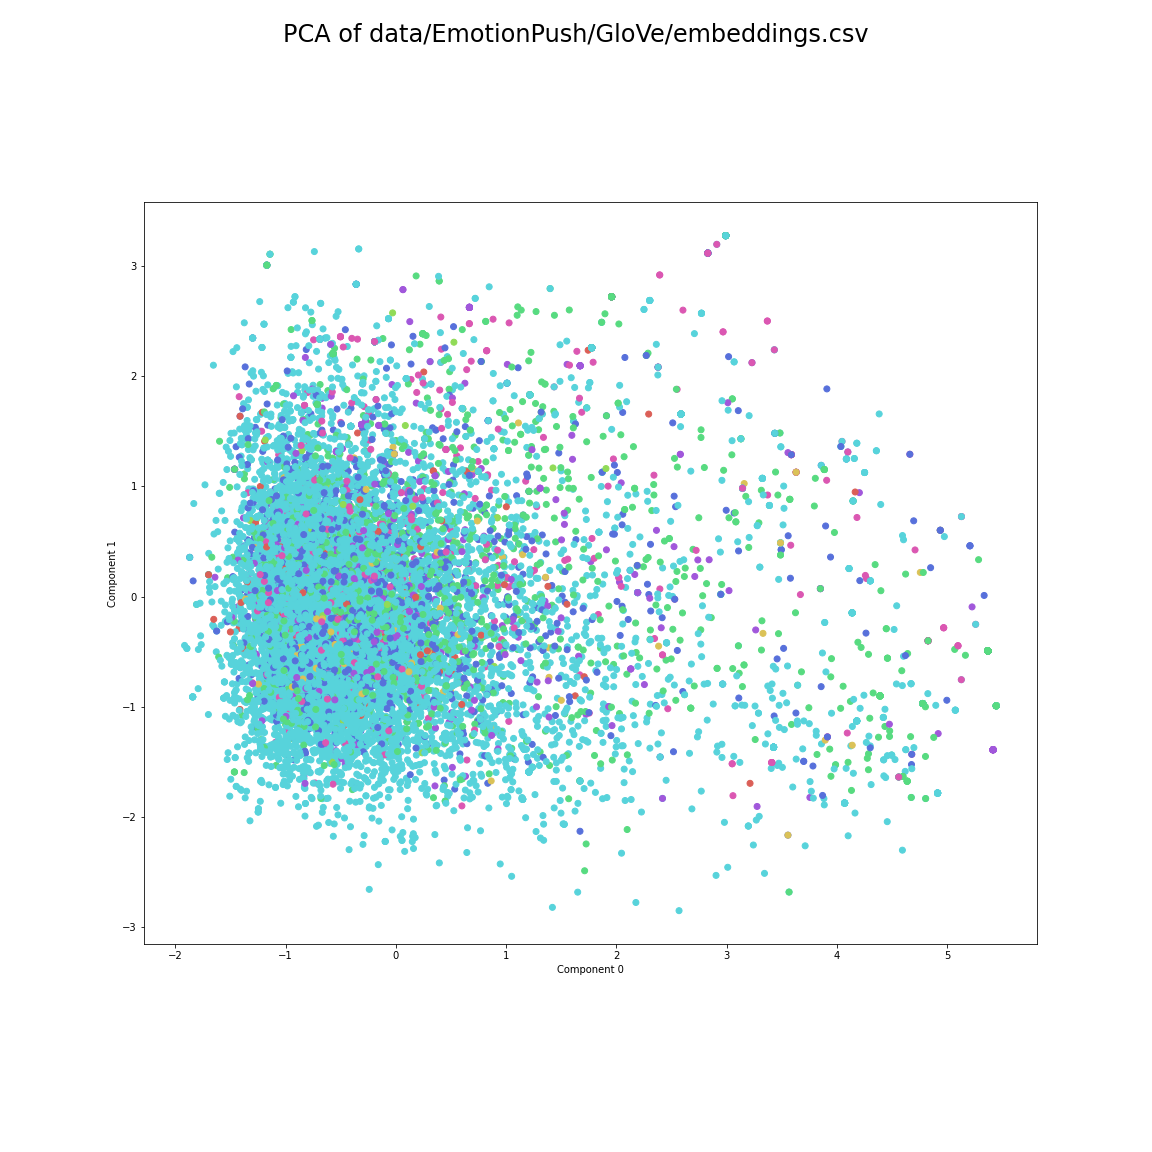 PCA of data/EmotionPush/GloVe/embeddings.csv
3
2
1
0
−1
−2
−3
Component 1
−2 −1 0 1 2 3 4 5
Component 0